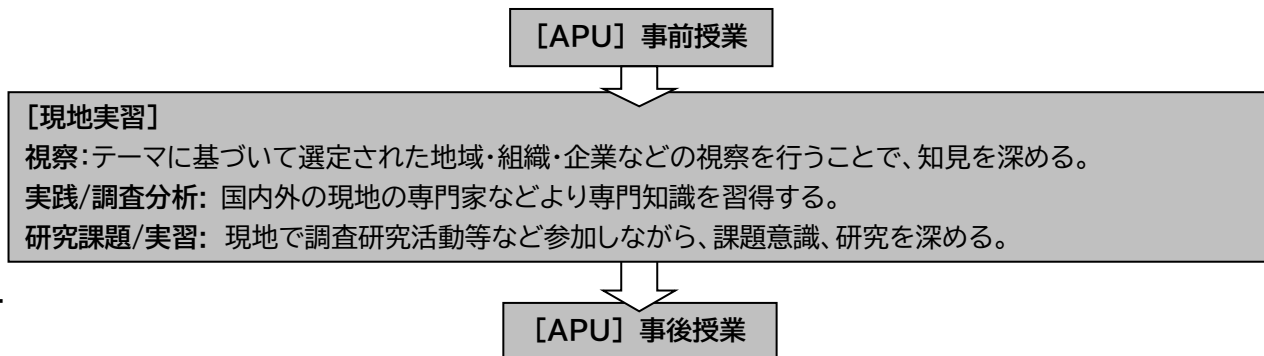 ［APU］ 事前授業
［現地実習］
視察：テーマに基づいて選定された地域・組織・企業などの視察を行うことで、知見を深める。
実践/調査分析: 国内外の現地の専門家などより専門知識を習得する。
研究課題/実習: 現地で調査研究活動等など参加しながら、課題意識、研究を深める。
［APU］ 事後授業